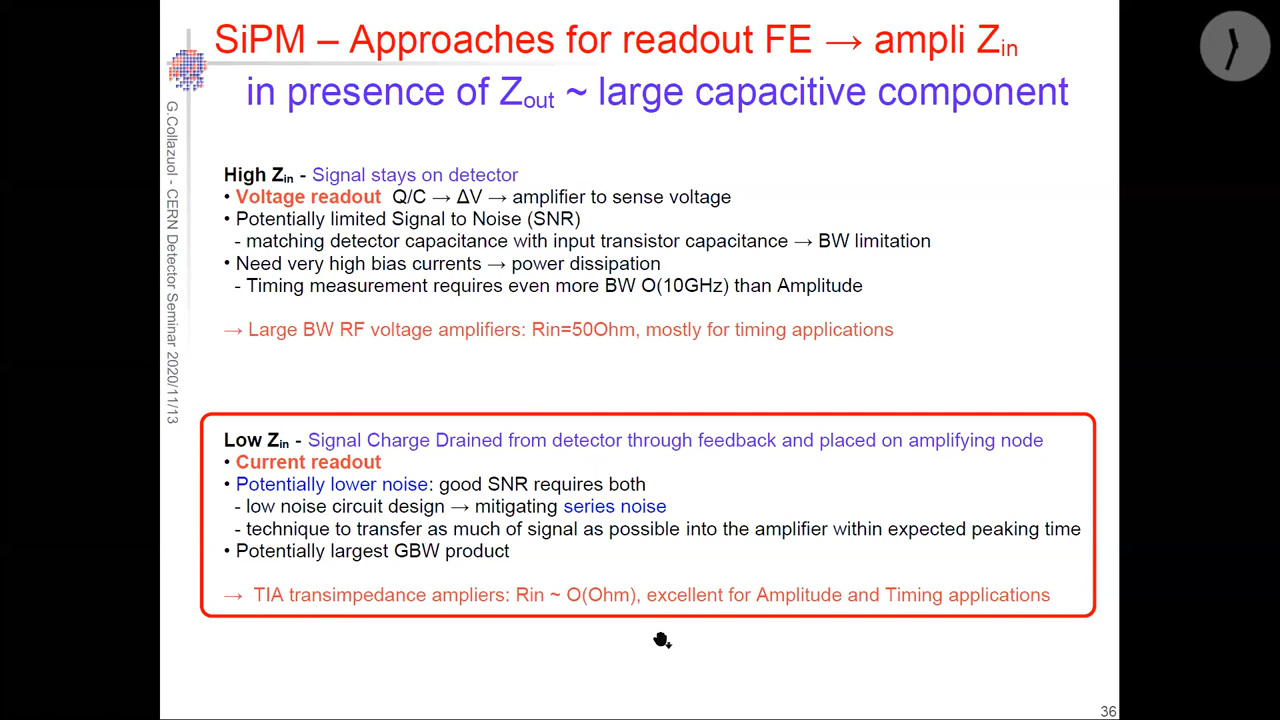 SiPM – Approaches for readout FE → ampli Zin
in presence of Zout ~ large capacitive component
G.Collazuol - CERN Detector Seminar 2020/11/13
High Zin - Signal stays on detector
• Voltage readout Q/C → ΔV → amplifier to sense voltage
• Potentially limited Signal to Noise (SNR)
- matching detector capacitance with input transistor capacitance → BW limitation
• Need very high bias currents → power dissipation
- Timing measurement requires even more BW O(10GHz) than Amplitude
→ Large BW RF voltage amplifiers: Rin=50Ohm, mostly for timing applications
Low Zin - Signal Charge Drained from detector through feedback and placed on amplifying node
• Current readout
• Potentially lower noise: good SNR requires both
- low noise circuit design → mitigating series noise
- technique to transfer as much of signal as possible into the amplifier within expected peaking time
• Potentially largest GBW product
→ TIA transimpedance ampliers: Rin ~ O(Ohm), excellent for Amplitude and Timing applications
36